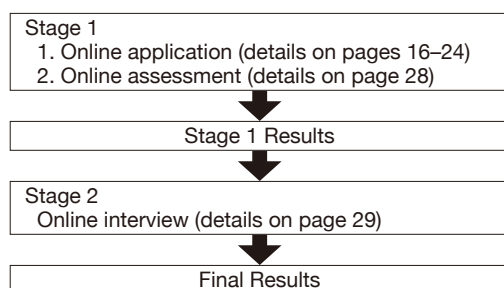 Stage 1
1. Online application (details on pages 16–24)
2. Online assessment (details on page 28)
Stage 1 Results
Stage 2
Online interview (details on page 29)
Final Results